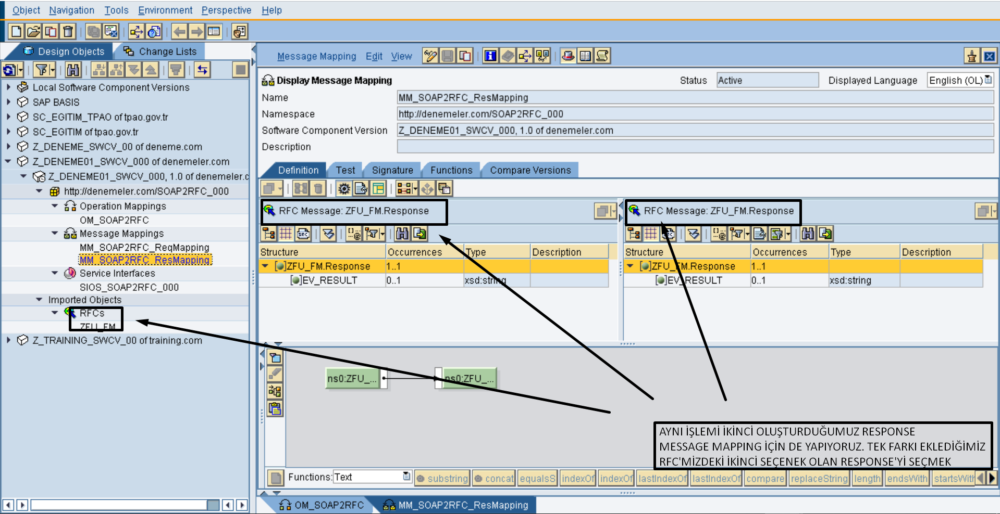 Object Navigation Tools Environment Perspective Help
Design Objects Change Lists
Local Software Component Versions
SAP BASIS
SC_EGITIM_TPAO of tpao.gov.tr
SC_EGITIM of tpao.gov.tr
Z_DENEME_SWCV_00 of deneme.com
Z_DENEME01_SWCV_000 of denemeler.com
Z_DENEME01_SWCV_000, 1.0 of denemeler.c
http://denemeler.com/SOAP2RFC_000
Operation Mappings
OM_SOAP2RFC
Message Mappings
MM_SOAP2RFC_ReqMapping
MM_SOAP2RFC_ResMapping
Service Interfaces
SIOS_SOAP2RFC_000
Imported Objects
RFCs
ZFU_FM
Z_TRAINING_SWCV_00 of training.com
Message Mapping Edit View
Display Message Mapping
Status Active
Displayed Language English (OL)
Name MM_SOAP2RFC_ResMapping
Namespace http://denemeler.com/SOAP2RFC_000
Software Component Version Z_DENEME01_SWCV_000, 1.0 of denemeler.com
Description
Definition Test Signature Functions Compare Versions
RFC Message: ZFU_FM.Response
SRC
Structure Occurrences Type Description
ZFU_FM.Response 1..1
EV_RESULT 0..1 xsd:string
RFC Message: ZFU_FM.Response
Structure Occurrences Type Description
ZFU_FM.Response 1..1
EV_RESULT 0..1 xsd:string
ns0:ZFU_... ns0:ZFU_...
AYNI İŞLEMİ İKİNCİ OLUŞTURDUĞUMUZ RESPONSE
MESSAGE MAPPING İÇİN DE YAPIYORUZ. TEK FARKI EKLEDİĞİMİZ
RFC'MİZDEKİ İKİNCİ SEÇENEK OLAN RESPONSE'Yİ SEÇMEK
Functions: Text substring concat equalsS indexOf indexOf lastIndexOf lastIndexOf compare replaceString length endsWith startsWith
OM_SOAP2RFC MM_SOAP2RFC_ResMapping